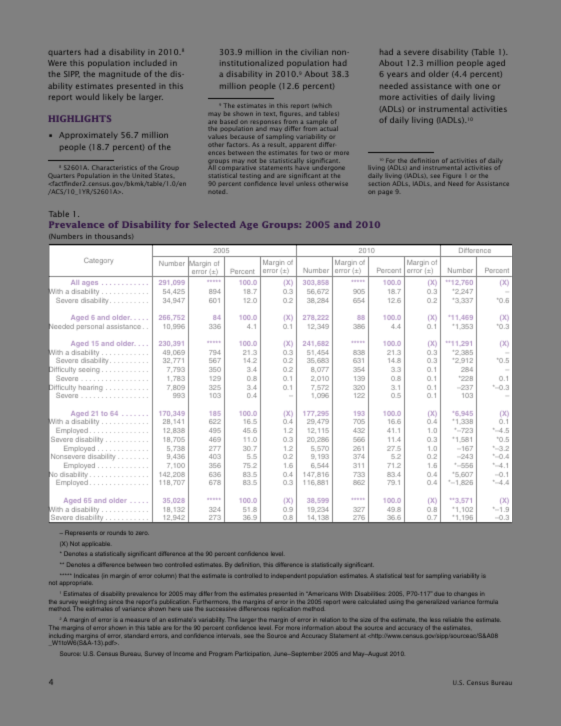 quarters had a disability in 2010.⁸
Were this population included in
the SIPP, the magnitude of the dis-
ability estimates presented in this
report would likely be larger.
HIGHLIGHTS
• Approximately 56.7 million
people (18.7 percent) of the
⁸ S2601A, Characteristics of the Group
Quarters Population in the United States,
<factfinder2.census.gov/bkmk/table/1.0/en
/ACS/10_1YR/S2601A>.
303.9 million in the civilian non-
institutionalized population had
a disability in 2010.⁹ About 38.3
million people (12.6 percent)
⁹ The estimates in this report (which
may be shown in text, figures, and tables)
are based on responses from a sample of
the population and may differ from actual
values because of sampling variability or
other factors. As a result, apparent differ-
ences between the estimates for two or more
groups may not be statistically significant.
All comparative statements have undergone
statistical testing and are significant at the
90 percent confidence level unless otherwise
noted.
had a severe disability (Table 1).
About 12.3 million people aged
6 years and older (4.4 percent)
needed assistance with one or
more activities of daily living
(ADLs) or instrumental activities
of daily living (IADLs).¹⁰
¹⁰ For the definition of activities of daily
living (ADLs) and instrumental activities of
daily living (IADLs), see Figure 1 or the
section ADLs, IADLs, and Need for Assistance
on page 9.
Table 1.
Prevalence of Disability for Selected Age Groups: 2005 and 2010
(Numbers in thousands)
Category 2005 2010 Difference
Number Margin of error (±) Percent Margin of error (±) Number Margin of error (±) Percent Margin of error (±) Number Percent
All ages . . . . . . . . . . . . 291,099 ***** 100.0 (X) 303,858 ***** 100.0 (X) **12,760 (X)
With a disability . . . . . . . . . . . 54,425 894 18.7 0.3 56,672 905 18.7 0.3 *2,247 –
Severe disability. . . . . . . . . . 34,947 601 12.0 0.2 38,284 654 12.6 0.2 *3,337 *0.6
Aged 6 and older. . . . . 266,752 84 100.0 (X) 278,222 88 100.0 (X) **11,469 (X)
Needed personal assistance . . 10,996 336 4.1 0.1 12,349 386 4.4 0.1 *1,353 *0.3
Aged 15 and older. . . . . 230,391 ***** 100.0 (X) 241,682 ***** 100.0 (X) **11,291 (X)
With a disability . . . . . . . . . . . 49,069 794 21.3 0.3 51,454 838 21.3 0.3 *2,385 –
Severe disability. . . . . . . . . . 32,771 567 14.2 0.2 35,683 631 14.8 0.3 *2,912 *0.5
Difficulty seeing . . . . . . . . . . . 7,793 350 3.4 0.2 8,077 354 3.3 0.1 284 –
Severe . . . . . . . . . . . . . . . . . 1,783 129 0.8 0.1 2,010 139 0.8 0.1 *228 0.1
Difficulty hearing . . . . . . . . . . . 7,809 325 3.4 0.1 7,572 320 3.1 0.1 –237 *–0.3
Severe . . . . . . . . . . . . . . . . . 993 103 0.4 – 1,096 122 0.5 0.1 103 –
Aged 21 to 64 . . . . . . . 170,349 185 100.0 (X) 177,295 193 100.0 (X) *6,945 (X)
With a disability . . . . . . . . . . . 28,141 622 16.5 0.4 29,479 705 16.6 0.4 *1,338 0.1
Employed . . . . . . . . . . . . . . . 12,838 495 45.6 1.2 12,115 432 41.1 1.0 *–723 *–4.5
Severe disability . . . . . . . . . . 18,705 469 11.0 0.3 20,286 566 11.4 0.3 *1,581 *0.5
Employed . . . . . . . . . . . . . . 5,738 277 30.7 1.2 5,570 261 27.5 1.1 –167 *–3.2
Nonsevere disability . . . . . . . 9,436 403 5.5 0.2 9,193 374 5.2 0.2 –243 *–0.4
Employed . . . . . . . . . . . . . . 7,100 356 75.2 1.6 6,544 311 71.2 1.6 *–556 *–4.1
No disability . . . . . . . . . . . . . . 142,208 636 83.5 0.4 147,816 733 83.4 0.4 *5,607 –0.1
Employed . . . . . . . . . . . . . . . 118,707 678 83.5 0.3 116,881 862 79.1 0.4 *–1,826 *–4.4
Aged 65 and older . . . . . 35,028 ***** 100.0 (X) 38,599 ***** 100.0 (X) **3,571 (X)
With a disability . . . . . . . . . . . 18,132 324 51.8 0.9 19,234 327 49.8 0.8 *1,102 *–1.9
Severe disability . . . . . . . . . . 12,942 273 36.9 0.8 14,138 276 36.6 0.7 *1,196 –0.3
– Represents or rounds to zero.
(X) Not applicable.
* Denotes a statistically significant difference at the 90 percent confidence level.
** Denotes a difference between two controlled estimates. By definition, this difference is statistically significant.
***** Indicates (in margin of error column) that the estimate is controlled to independent population estimates. A statistical test for sampling variability is
not appropriate.
¹ Estimates of disability prevalence for 2005 may differ from the estimates presented in "Americans With Disabilities: 2005, P70-117" due to changes in
the survey weighting since the report's publication. Furthermore, the margins of error in the 2005 report were calculated using the generalized variance formula
method. The estimates of variance shown here use the successive differences replication method.
² A margin of error is a measure of an estimate's variability. The larger the margin of error in relation to the size of the estimate, the less reliable the estimate.
The margins of error shown in this table are for the 90 percent confidence level. For more information about the source and accuracy of the estimates,
including margins of error, standard errors, and confidence intervals, see the Source and Accuracy Statement at <http://www.census.gov/sipp/sourceac/S&A08
_W1toW6(S&A-13).pdf>.
Source: U.S. Census Bureau, Survey of Income and Program Participation, June–September 2005 and May–August 2010.
4 U.S. Census Bureau